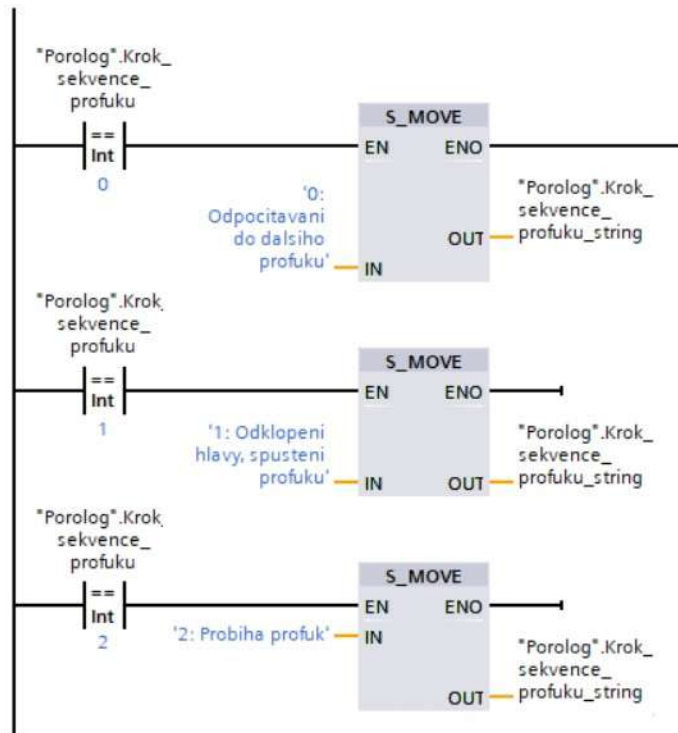 "Porolog".Krok_
sekvence_
profuku
==
Int
0
S_MOVE
EN ENO
'0:
Odpocitavani
do dalsiho
profuku'
IN
OUT
"Porolog".Krok_
sekvence_
profuku_string
"Porolog".Krok_
sekvence_
profuku
==
Int
1
S_MOVE
EN ENO
'1: Odklopeni
hlavy, spusteni
profuku'
IN OUT
"Porolog".Krok_
sekvence_
profuku_string
"Porolog".Krok_
sekvence_
profuku
==
Int
2
S_MOVE
EN ENO
'2: Probiha profuk'
IN
OUT
"Porolog".Krok_
sekvence_
profuku_string